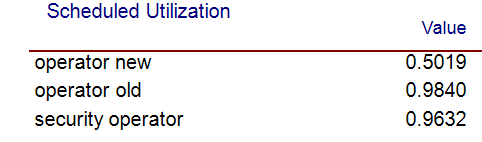 Scheduled Utilization
Value
operator new 0.5019
operator old 0.9840
security operator 0.9632